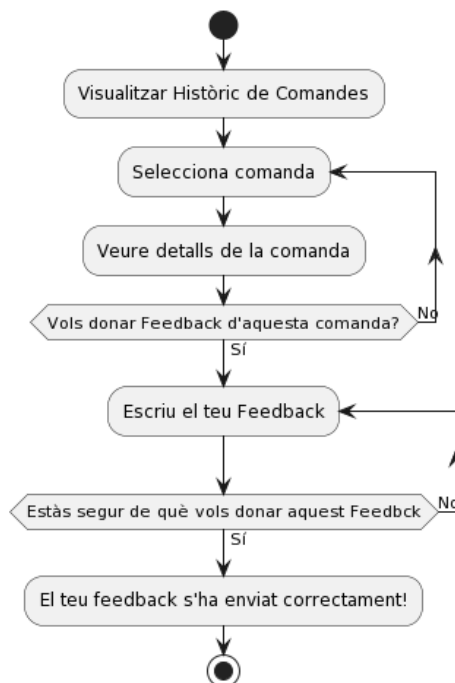 Visualitzar Històric de Comandes
Selecciona comanda
Veure detalls de la comanda
Vols donar Feedback d'aquesta comanda?
No
Sí
Escriu el teu Feedback
Estàs segur de què vols donar aquest Feedbck
No
Sí
El teu feedback s'ha enviat correctament!